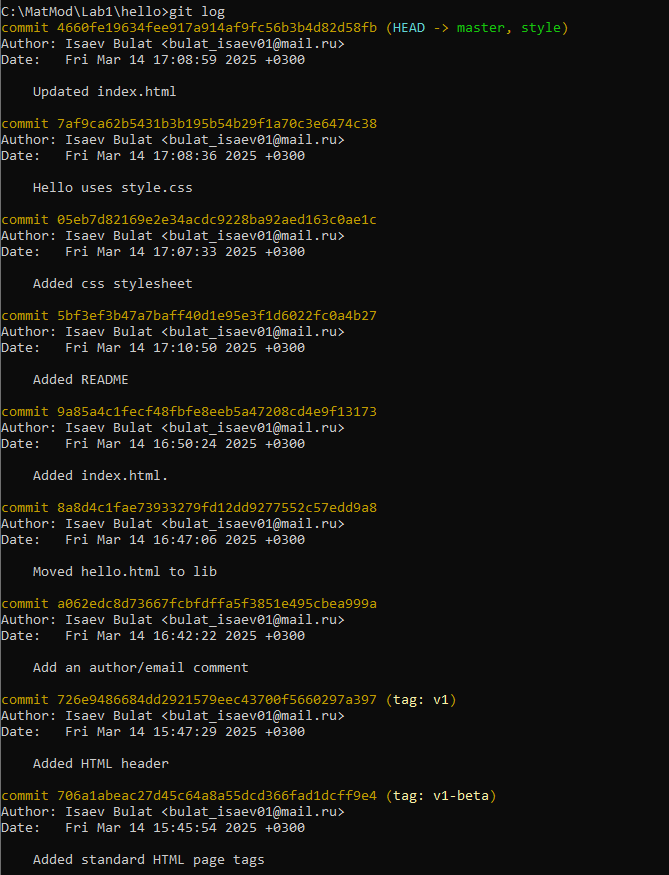 C:\MatMod\Lab1\hello>git log
commit 4660fe19634fee917a914af9fc56b3b4d82d58fb (HEAD -> master, style)
Author: Isaev Bulat <bulat_isaev01@mail.ru>
Date:   Fri Mar 14 17:08:59 2025 +0300
Updated index.html
commit 7af9ca62b5431b3b195b54b29f1a70c3e6474c38
Author: Isaev Bulat <bulat_isaev01@mail.ru>
Date:   Fri Mar 14 17:08:36 2025 +0300
Hello uses style.css
commit 05eb7d82169e2e34acdc9228ba92aed163c0ae1c
Author: Isaev Bulat <bulat_isaev01@mail.ru>
Date:   Fri Mar 14 17:07:33 2025 +0300
Added css stylesheet
commit 5bf3ef3b47a7baff40d1e95e3f1d6022fc0a4b27
Author: Isaev Bulat <bulat_isaev01@mail.ru>
Date:   Fri Mar 14 17:10:50 2025 +0300
Added README
commit 9a85a4c1fecf48fbfe8eeb5a47208cd4e9f13173
Author: Isaev Bulat <bulat_isaev01@mail.ru>
Date:   Fri Mar 14 16:50:24 2025 +0300
Added index.html.
commit 8a8d4c1fae73933279fd12dd9277552c57edd9a8
Author: Isaev Bulat <bulat_isaev01@mail.ru>
Date:   Fri Mar 14 16:47:06 2025 +0300
Moved hello.html to lib
commit a062edc8d73667fcbfdffa5f3851e495cbea999a
Author: Isaev Bulat <bulat_isaev01@mail.ru>
Date:   Fri Mar 14 16:42:22 2025 +0300
Add an author/email comment
commit 726e9486684dd2921579eec43700f5660297a397 (tag: v1)
Author: Isaev Bulat <bulat_isaev01@mail.ru>
Date:   Fri Mar 14 15:47:29 2025 +0300
Added HTML header
commit 706a1abeac27d45c64a8a55dcd366fad1dcff9e4 (tag: v1-beta)
Author: Isaev Bulat <bulat_isaev01@mail.ru>
Date:   Fri Mar 14 15:45:54 2025 +0300
Added standard HTML page tags